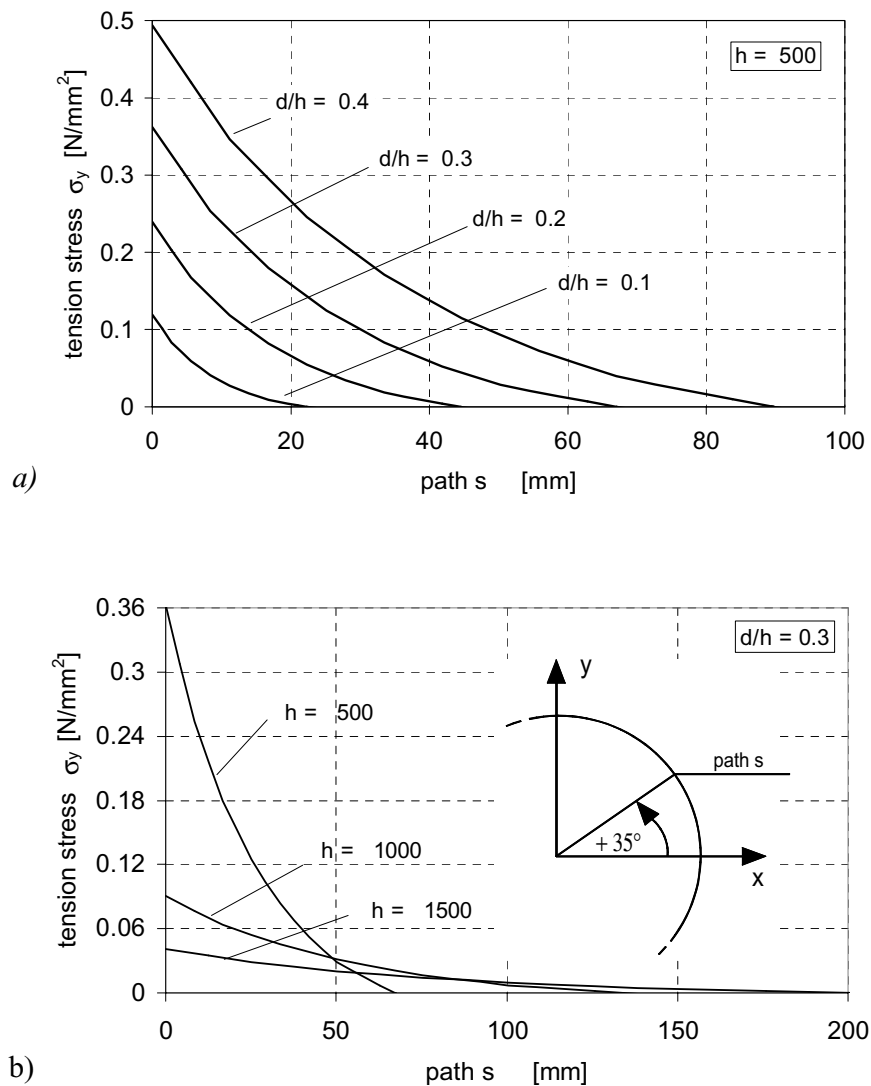 0.5
h = 500
d/h = 0.4
0.4
d/h = 0.3
0.3
d/h = 0.2
0.2
d/h = 0.1
0.1
0
tension stress σy [N/mm²]
0 20 40 60 80 100
path s [mm]
a)
0.36
d/h = 0.3
0.3
y
h = 500
0.24
path s
0.18
h = 1000
+ 35°
0.12
x
h = 1500
0.06
0
tension stress σy [N/mm²]
0 50 100 150 200
path s [mm]
b)